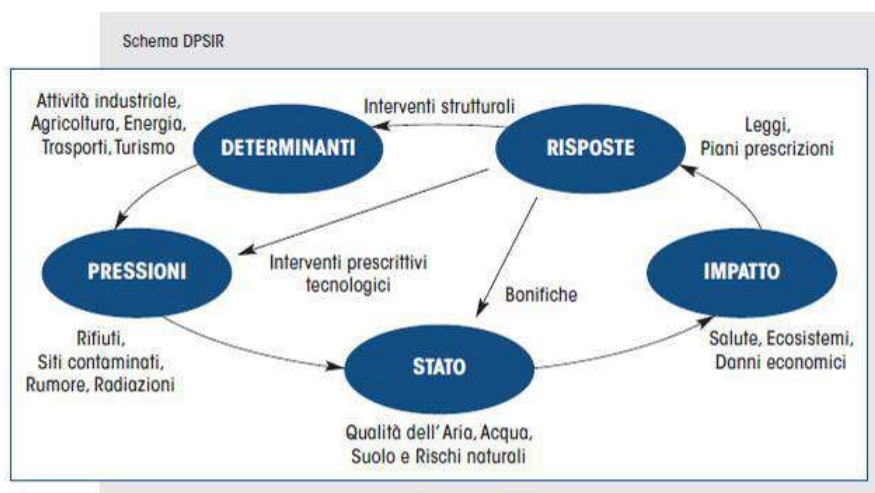 Schema DPSIR
Attività industriale,
Agricoltura, Energia,
Trasporti, Turismo
DETERMINANTI
Interventi strutturali
RISPOSTE
Leggi,
Piani prescrizioni
PRESSIONI
Interventi prescrittivi
tecnologici
Bonifiche
IMPATTO
Rifiuti,
Siti contaminati,
Rumore, Radiazioni
STATO
Salute, Ecosistemi,
Danni economici
Qualità dell'Aria, Acqua,
Suolo e Rischi naturali